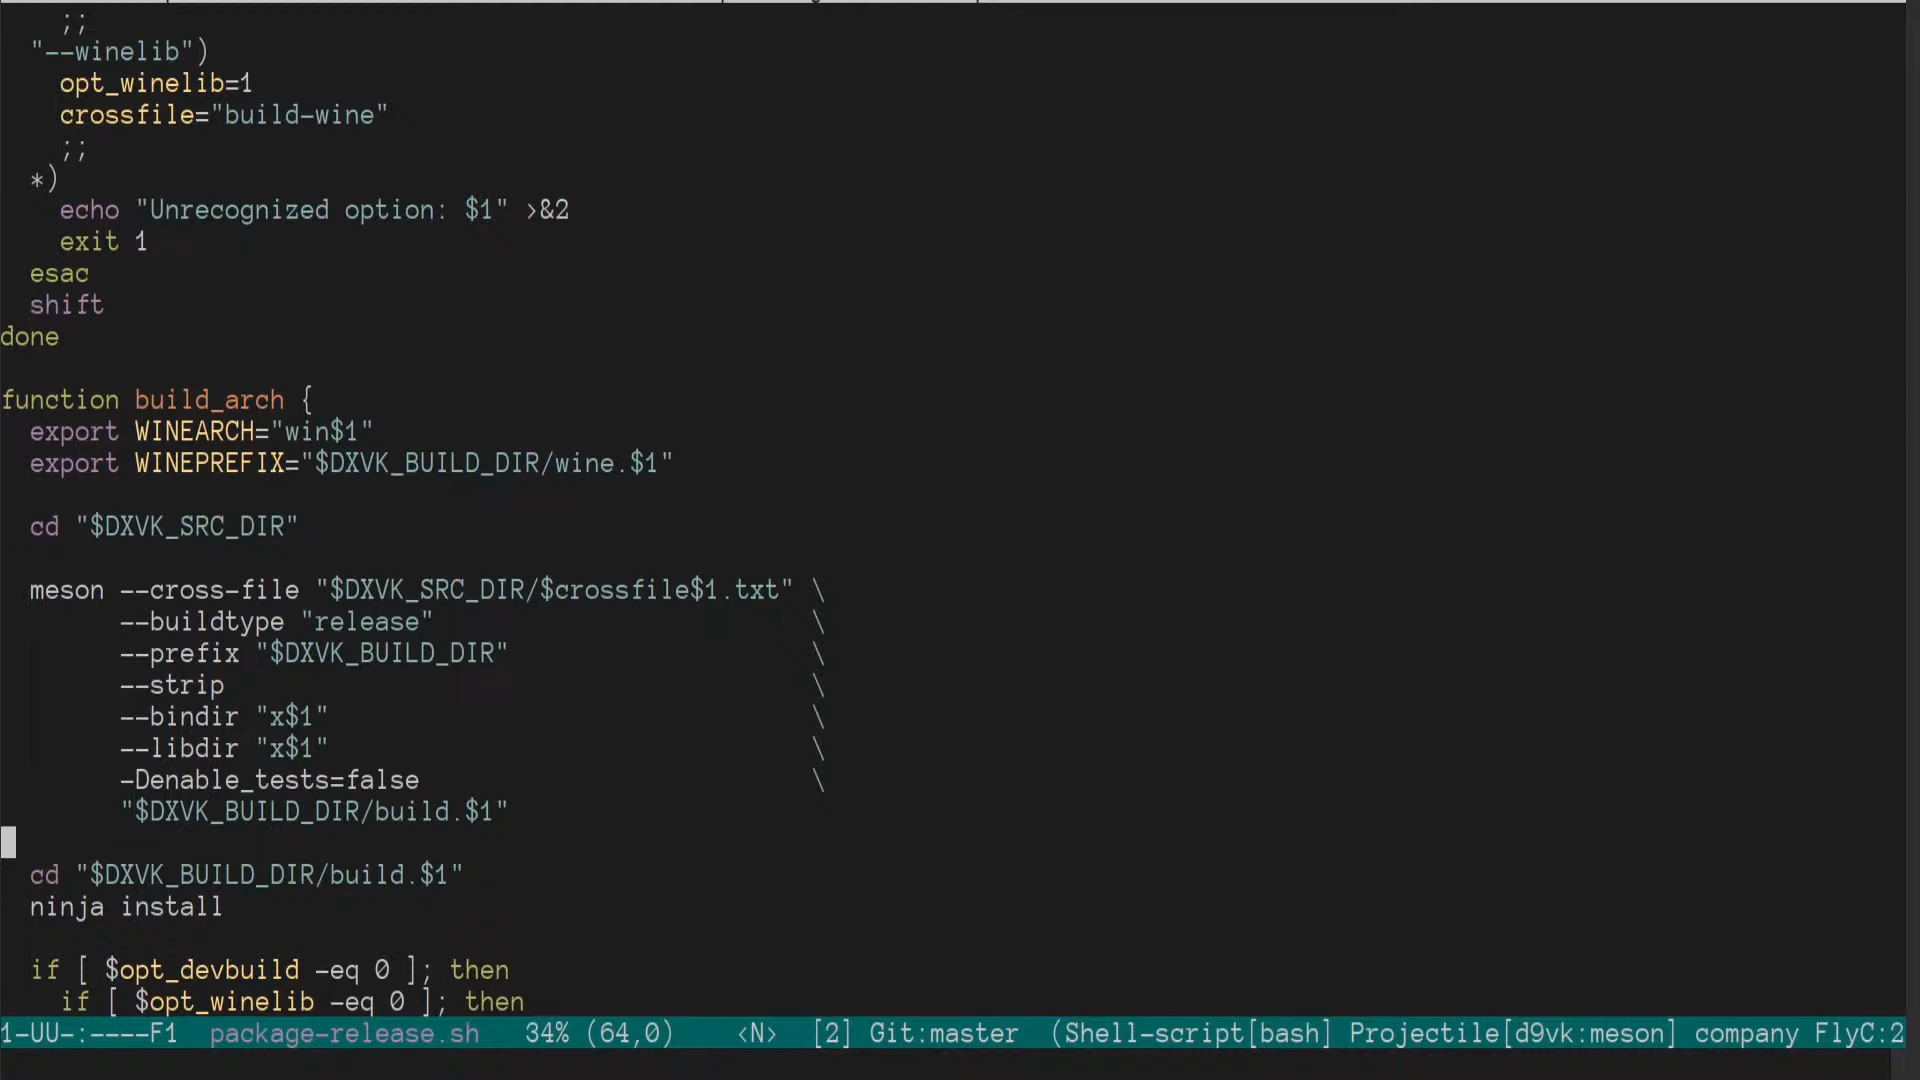 ;;
"--winelib")
opt_winelib=1
crossfile="build-wine"
;;
*)
echo "Unrecognized option: $1" >&2
exit 1
esac
shift
done
function build_arch {
export WINEARCH="win$1"
export WINEPREFIX="$DXVK_BUILD_DIR/wine.$1"
cd "$DXVK_SRC_DIR"
meson --cross-file "$DXVK_SRC_DIR/$crossfile$1.txt" \
--buildtype "release" \
--prefix "$DXVK_BUILD_DIR" \
--strip \
--bindir "x$1" \
--libdir "x$1" \
-Denable_tests=false \
"$DXVK_BUILD_DIR/build.$1"
cd "$DXVK_BUILD_DIR/build.$1"
ninja install
if [ $opt_devbuild -eq 0 ]; then
if [ $opt_winelib -eq 0 ]; then
1-UU-:----F1 package-release.sh 34% (64,0) <N> [2] Git:master (Shell-script[bash] Projectile[d9vk:meson] company FlyC:2